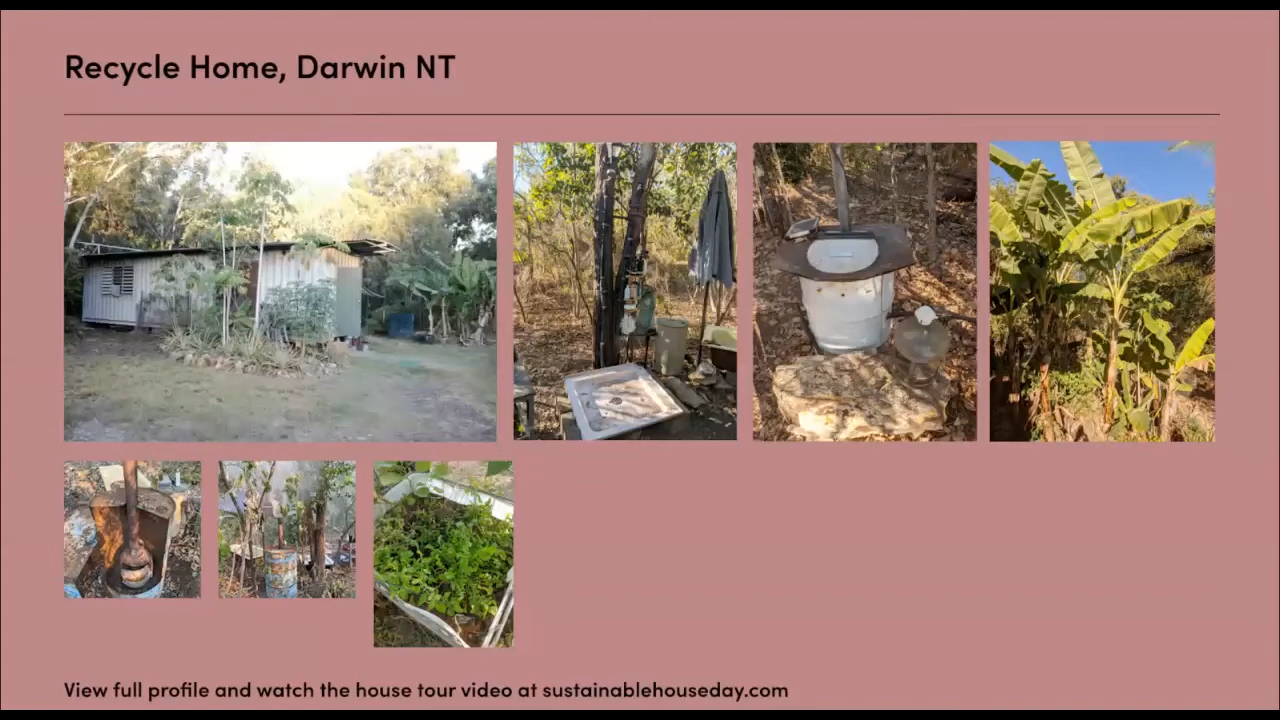 Recycle Home, Darwin NT
View full profile and watch the house tour video at sustainablehouseday.com